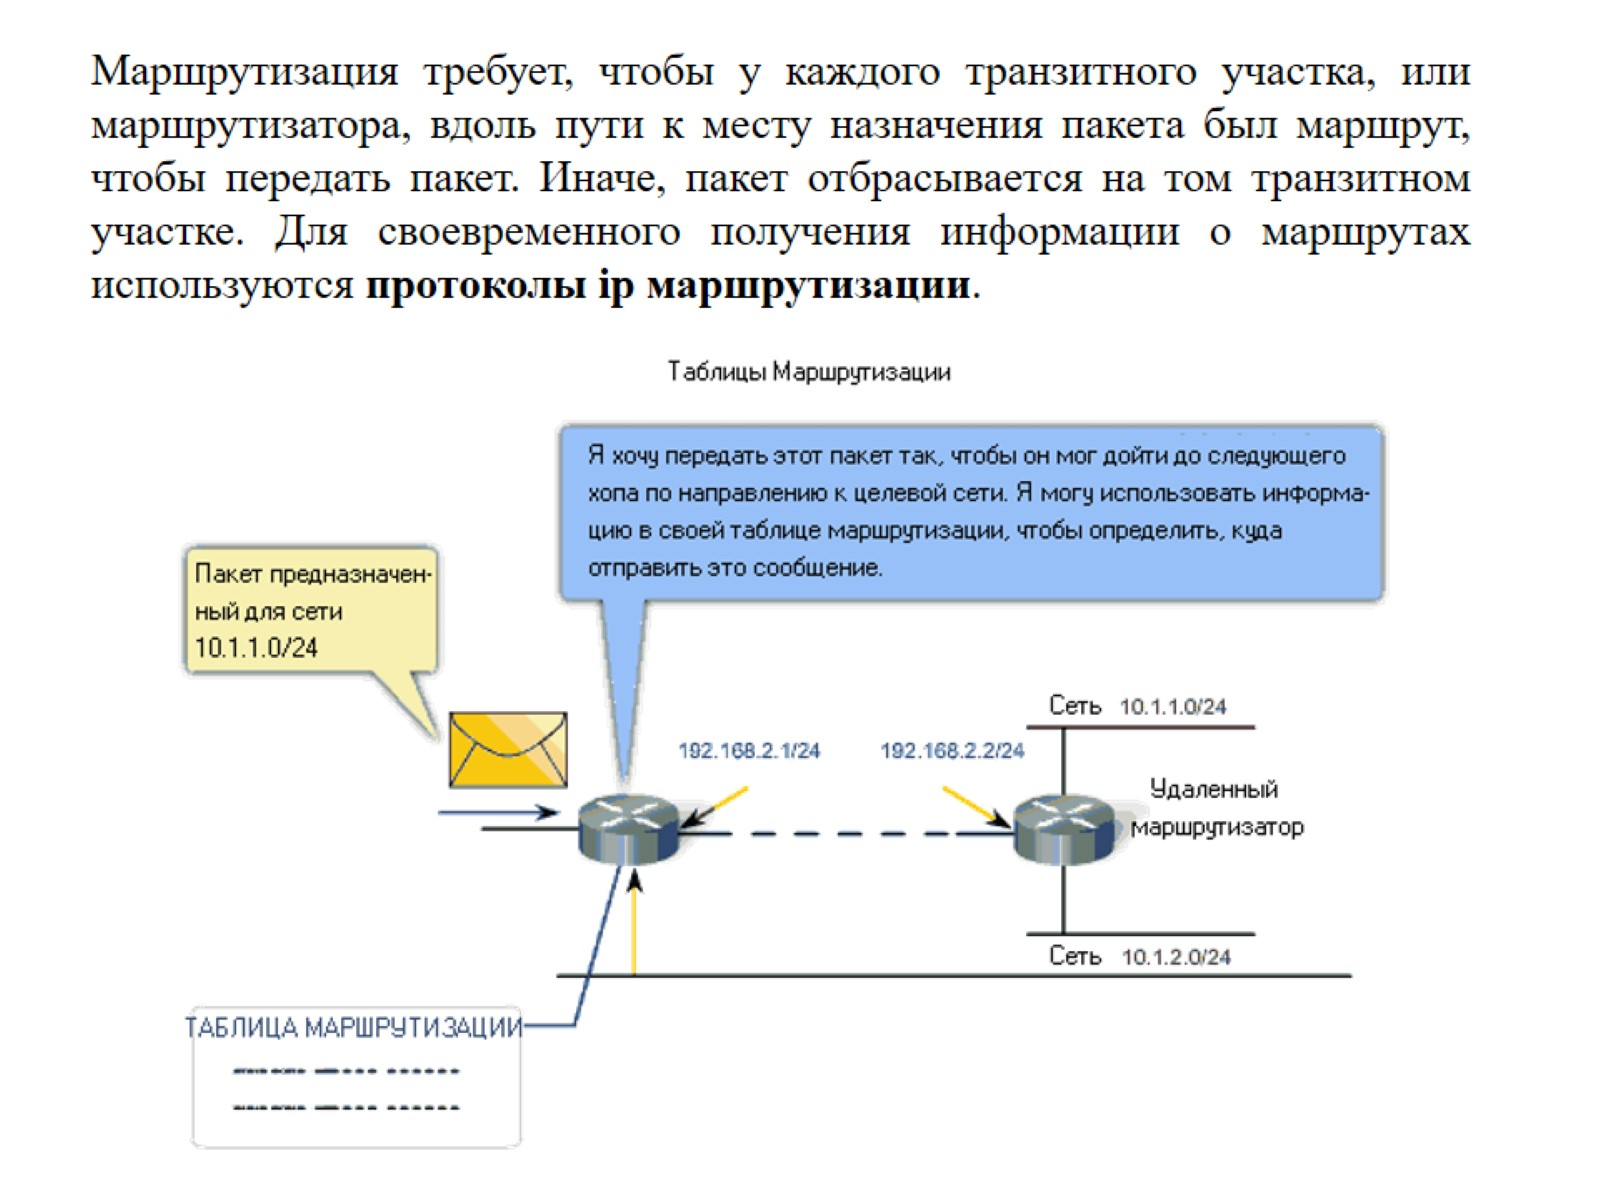 Маршрутизация требует, чтобы у каждого транзитного участка, или
маршрутизатора, вдоль пути к месту назначения пакета был маршрут,
чтобы передать пакет. Иначе, пакет отбрасывается на том транзитном
участке. Для своевременного получения информации о маршрутах
используются протоколы ip маршрутизации.
Таблицы Маршрутизации
Я хочу передать этот пакет так, чтобы он мог дойти до следующего
хопа по направлению к целевой сети. Я могу использовать информа-
цию в своей таблице маршрутизации, чтобы определить, куда
отправить это сообщение.
Пакет предназначен-
ный для сети
10.1.1.0/24
Сеть 10.1.1.0/24
192.168.2.1/24
192.168.2.2/24
Удаленный
маршрутизатор
Сеть 10.1.2.0/24
ТАБЛИЦА МАРШРУТИЗАЦИИ